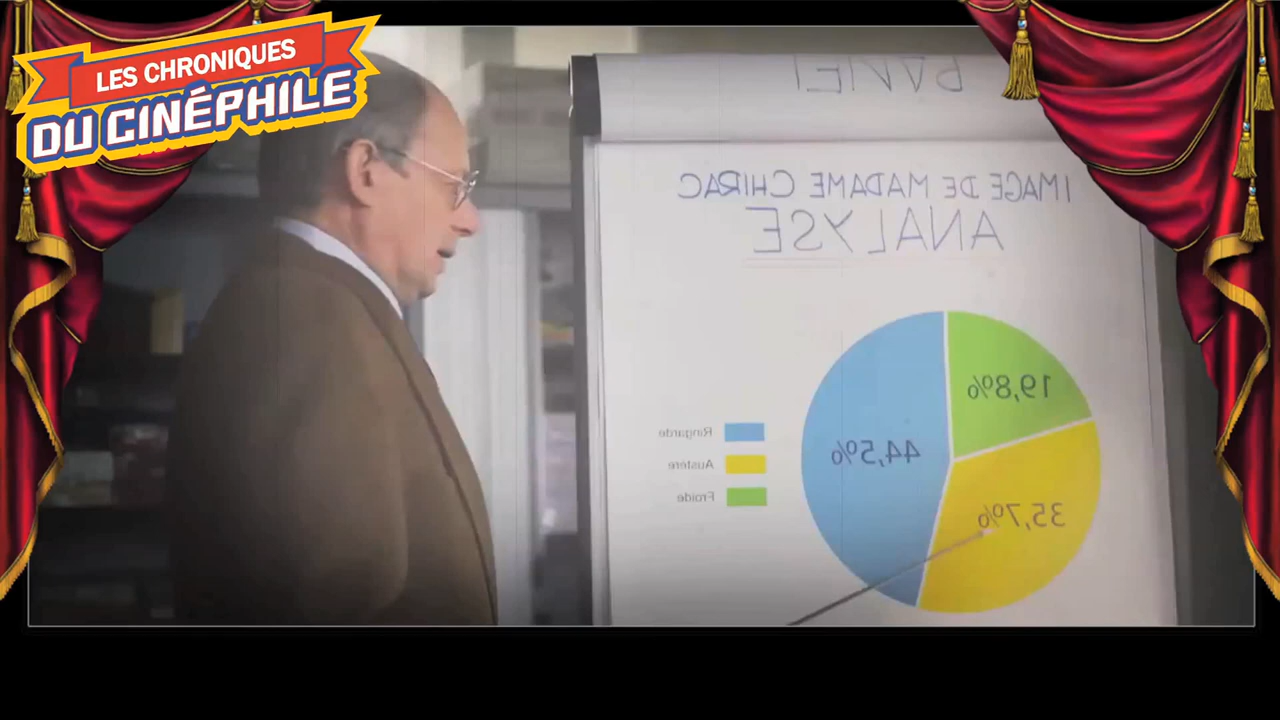 LES CHRONIQUES
DU CINÉPHILE
IMAGE DE MADAME CHIRAC
ANALYSE
19,8%
44,5%
35,7%
Ringarde
Austère
Froide